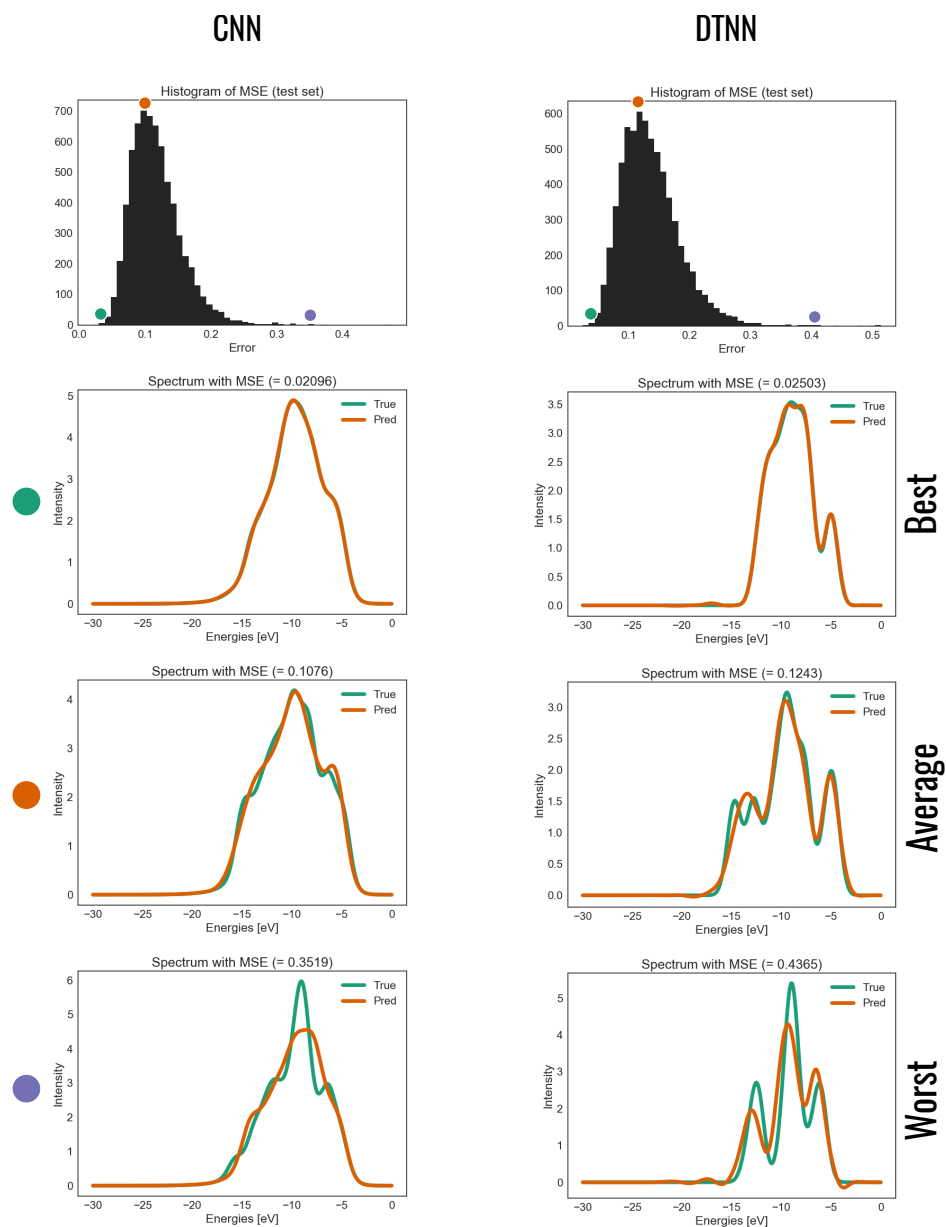 CNN
DTNN
Histogram of MSE (test set)
700
600
500
400
300
200
100
0
0.0 0.1 0.2 0.3 0.4
Error
Histogram of MSE (test set)
600
500
400
300
200
100
0
0.1 0.2 0.3 0.4 0.5
Error
Spectrum with MSE (= 0.02096)
True
Pred
Intensity
5
4
3
2
1
0
−30 −25 −20 −15 −10 −5 0
Energies [eV]
Spectrum with MSE (= 0.02503)
True
Pred
Intensity
3.5
3.0
2.5
2.0
1.5
1.0
0.5
0.0
−30 −25 −20 −15 −10 −5 0
Energies [eV]
Best
Spectrum with MSE (= 0.1076)
True
Pred
Intensity
4
3
2
1
0
−30 −25 −20 −15 −10 −5 0
Energies [eV]
Spectrum with MSE (= 0.1243)
True
Pred
Intensity
3.0
2.5
2.0
1.5
1.0
0.5
0.0
−30 −25 −20 −15 −10 −5 0
Energies [eV]
Average
Spectrum with MSE (= 0.3519)
True
Pred
Intensity
6
5
4
3
2
1
0
−30 −25 −20 −15 −10 −5 0
Energies [eV]
Spectrum with MSE (= 0.4365)
True
Pred
Intensity
5
4
3
2
1
0
−30 −25 −20 −15 −10 −5 0
Energies [eV]
Worst